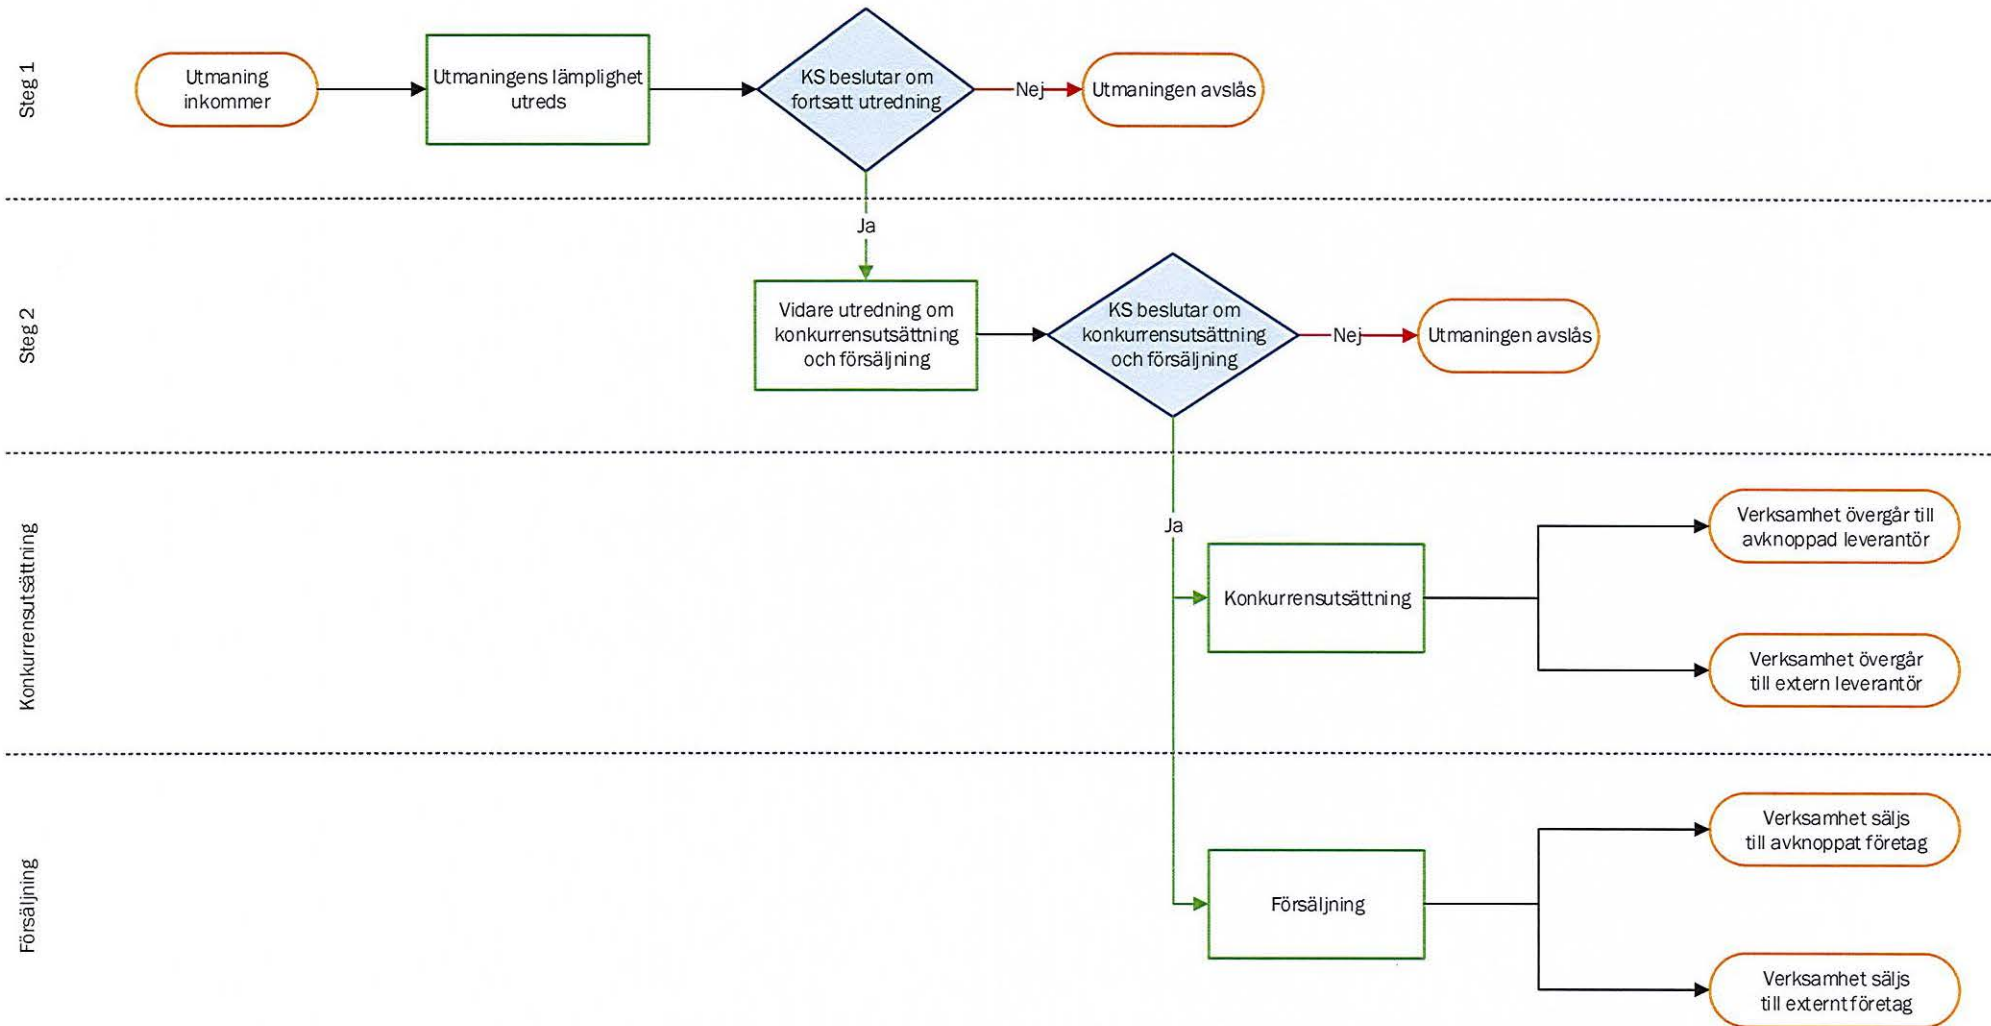 Steg 1
Utmaning
inkommer
Utmaningens lämplighet
utreds
KS beslutar om
fortsatt utredning
Nej
Utmaningen avslås
Ja
Steg 2
Vidare utredning om
konkurrensutsättning
och försäljning
KS beslutar om
konkurrensutsättning
och försäljning
Nej
Utmaningen avslås
Konkurrensutsättning
Ja
Konkurrensutsättning
Verksamhet övergår till
avknoppad leverantör
Verksamhet övergår
till extern leverantör
Försäljning
Försäljning
Verksamhet säljs
till avknoppat företag
Verksamhet säljs
till externt företag